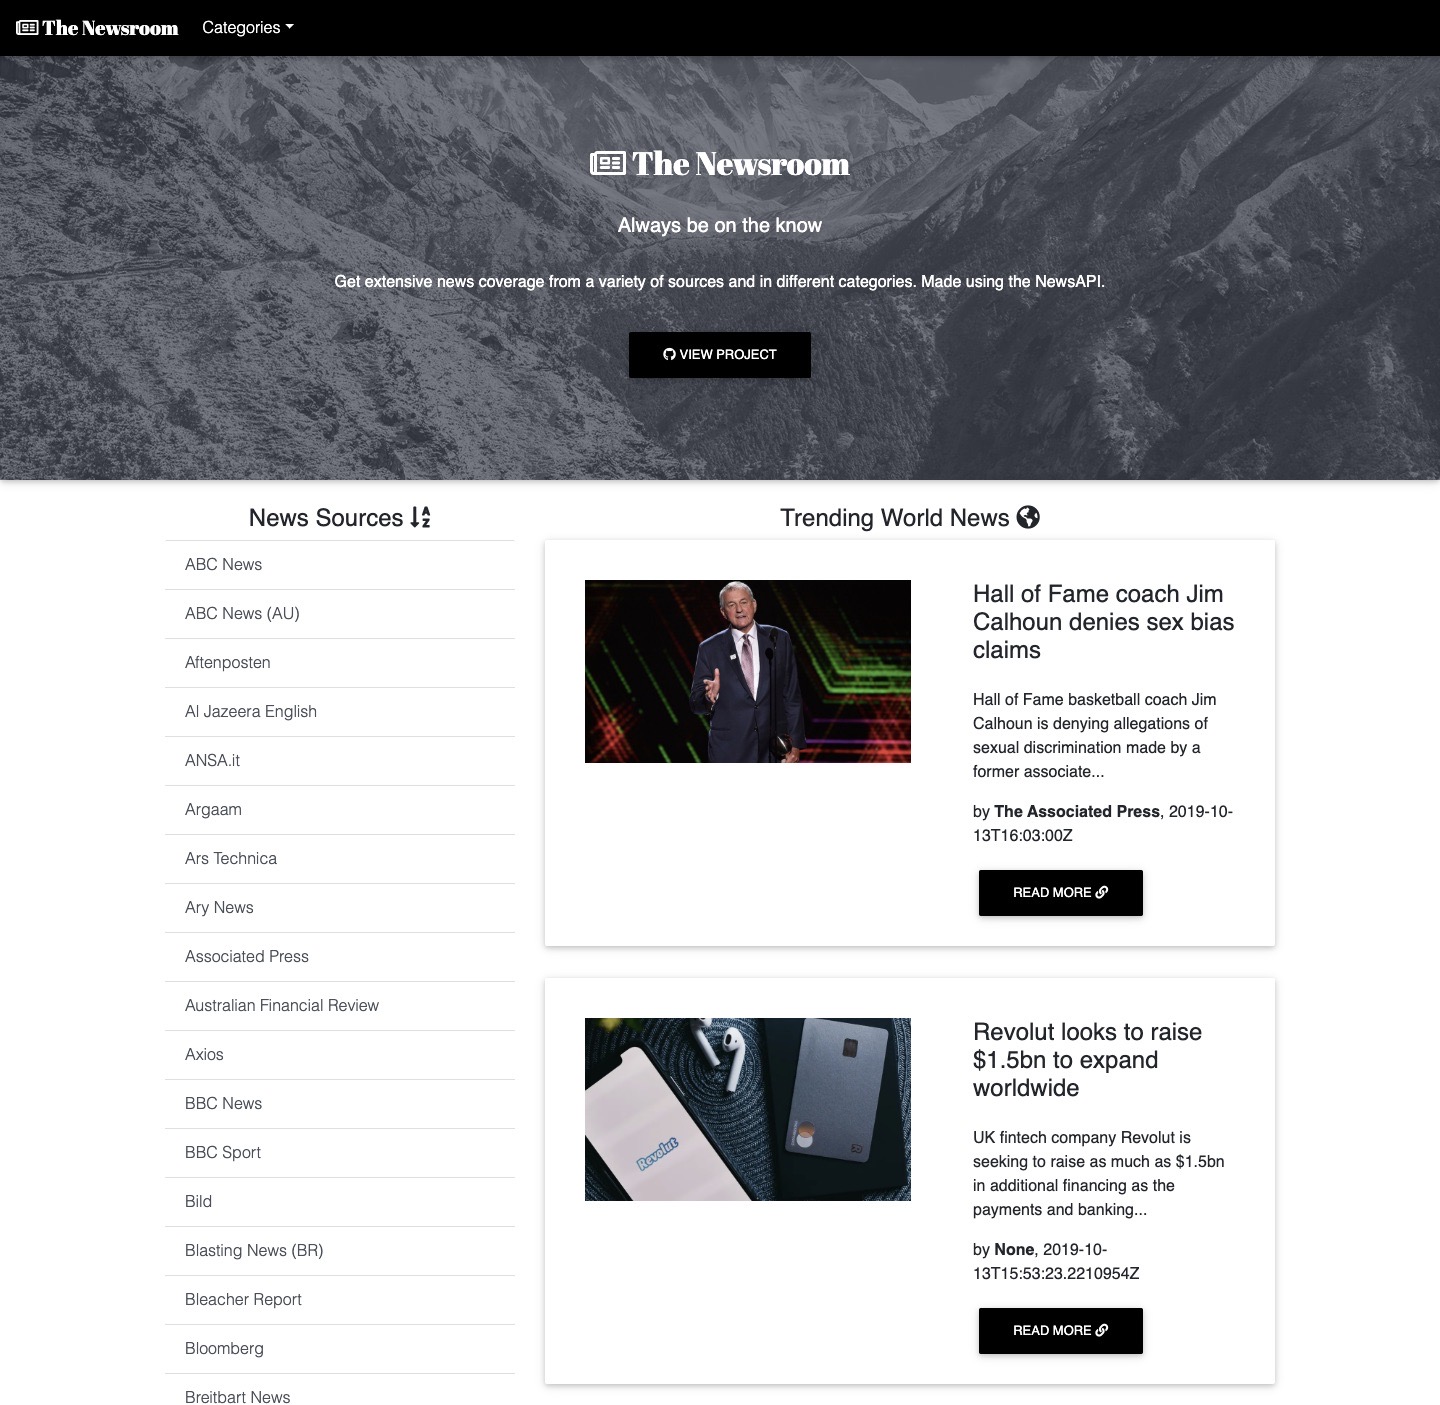 The Newsroom Categories
The Newsroom
Always be on the know
Get extensive news coverage from a variety of sources and in different categories. Made using the NewsAPI.
VIEW PROJECT
News Sources
ABC News
ABC News (AU)
Aftenposten
Al Jazeera English
ANSA.it
Argaam
Ars Technica
Ary News
Associated Press
Australian Financial Review
Axios
BBC News
BBC Sport
Bild
Blasting News (BR)
Bleacher Report
Bloomberg
Breitbart News
Trending World News
Hall of Fame coach Jim
Calhoun denies sex bias
claims
Hall of Fame basketball coach Jim
Calhoun is denying allegations of
sexual discrimination made by a
former associate...
by The Associated Press, 2019-10-
13T16:03:00Z
READ MORE
Revolut
Revolut looks to raise
$1.5bn to expand
worldwide
UK fintech company Revolut is
seeking to raise as much as $1.5bn
in additional financing as the
payments and banking...
by None, 2019-10-
13T15:53:23.2210954Z
READ MORE